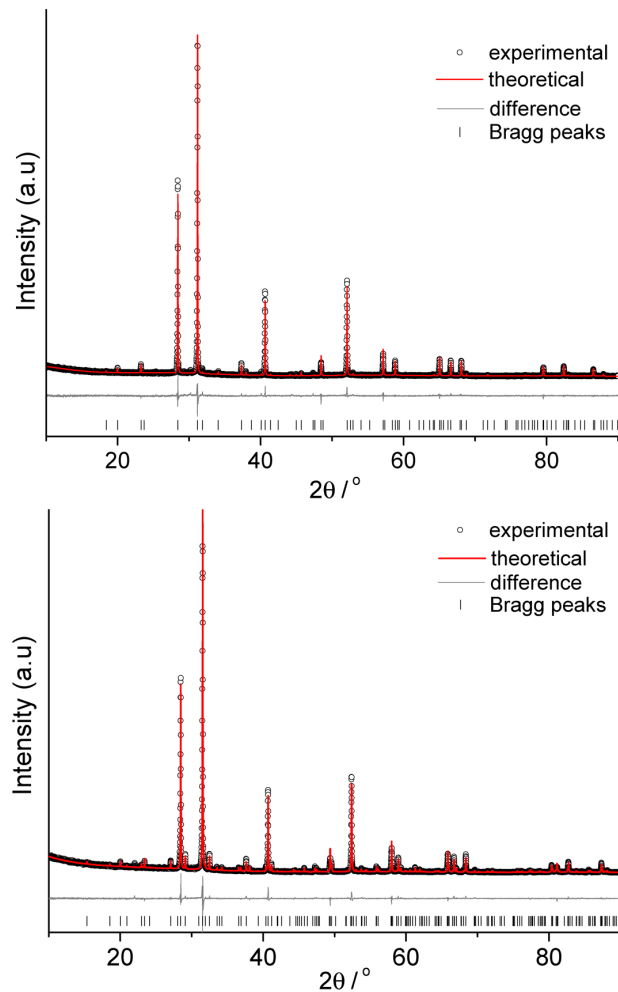 experimental
theoretical
difference
Bragg peaks
Intensity (a.u)
20 40 60 80
2θ / °
experimental
theoretical
difference
Bragg peaks
Intensity (a.u)
20 40 60 80
2θ / °